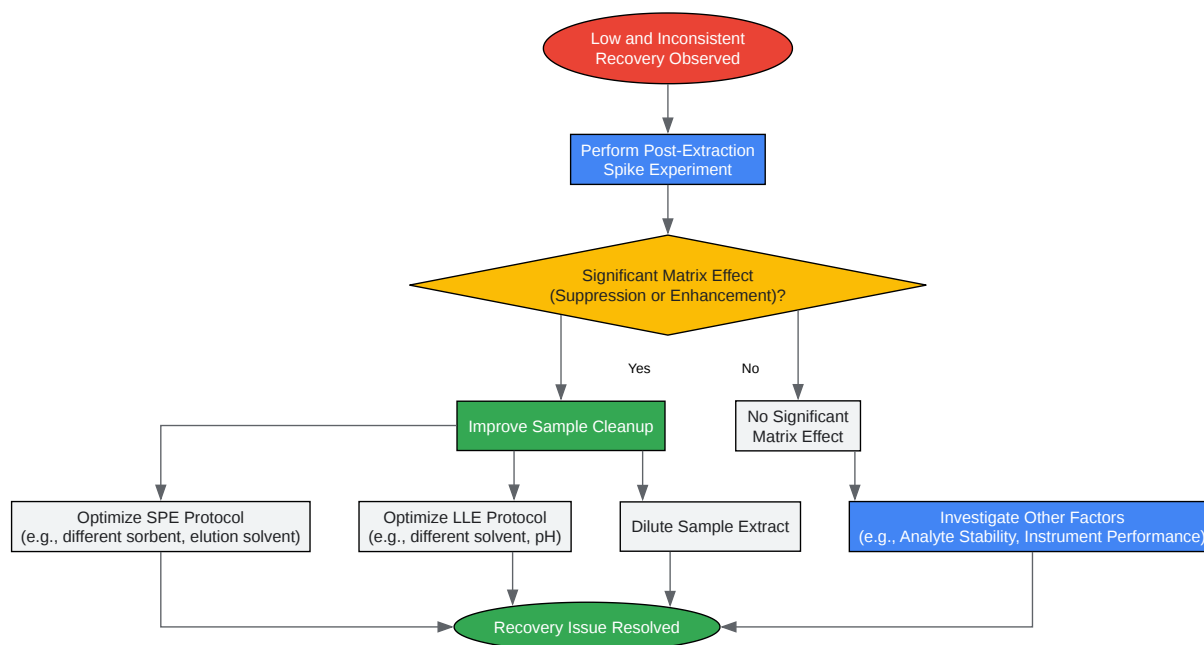 Low and Inconsistent
Recovery Observed
Perform Post-Extraction
Spike Experiment
Significant Matrix Effect
(Suppression or Enhancement)?
Yes
No
Improve Sample Cleanup
No Significant
Matrix Effect
Optimize SPE Protocol
(e.g., different sorbent, elution solvent)
Optimize LLE Protocol
(e.g., different solvent, pH)
Dilute Sample Extract
Investigate Other Factors
(e.g., Analyte Stability, Instrument Performance)
Recovery Issue Resolved